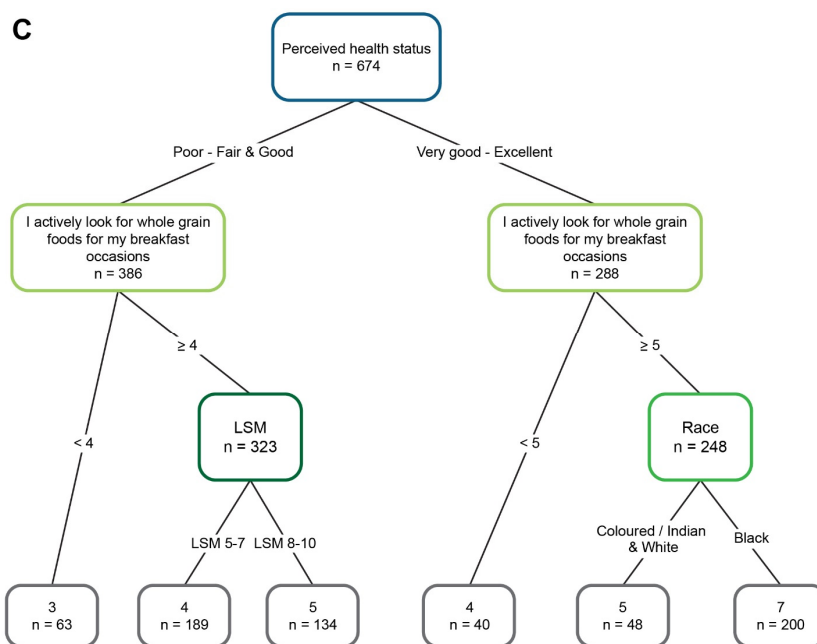 C
Perceived health status
n = 674
Poor - Fair & Good
Very good - Excellent
I actively look for whole grain
foods for my breakfast
occasions
n = 386
I actively look for whole grain
foods for my breakfast
occasions
n = 288
≥ 4
≥ 5
< 4
LSM
n = 323
< 5
Race
n = 248
LSM 5-7
LSM 8-10
Coloured / Indian
& White
Black
3
n = 63
4
n = 189
5
n = 134
4
n = 40
5
n = 48
7
n = 200